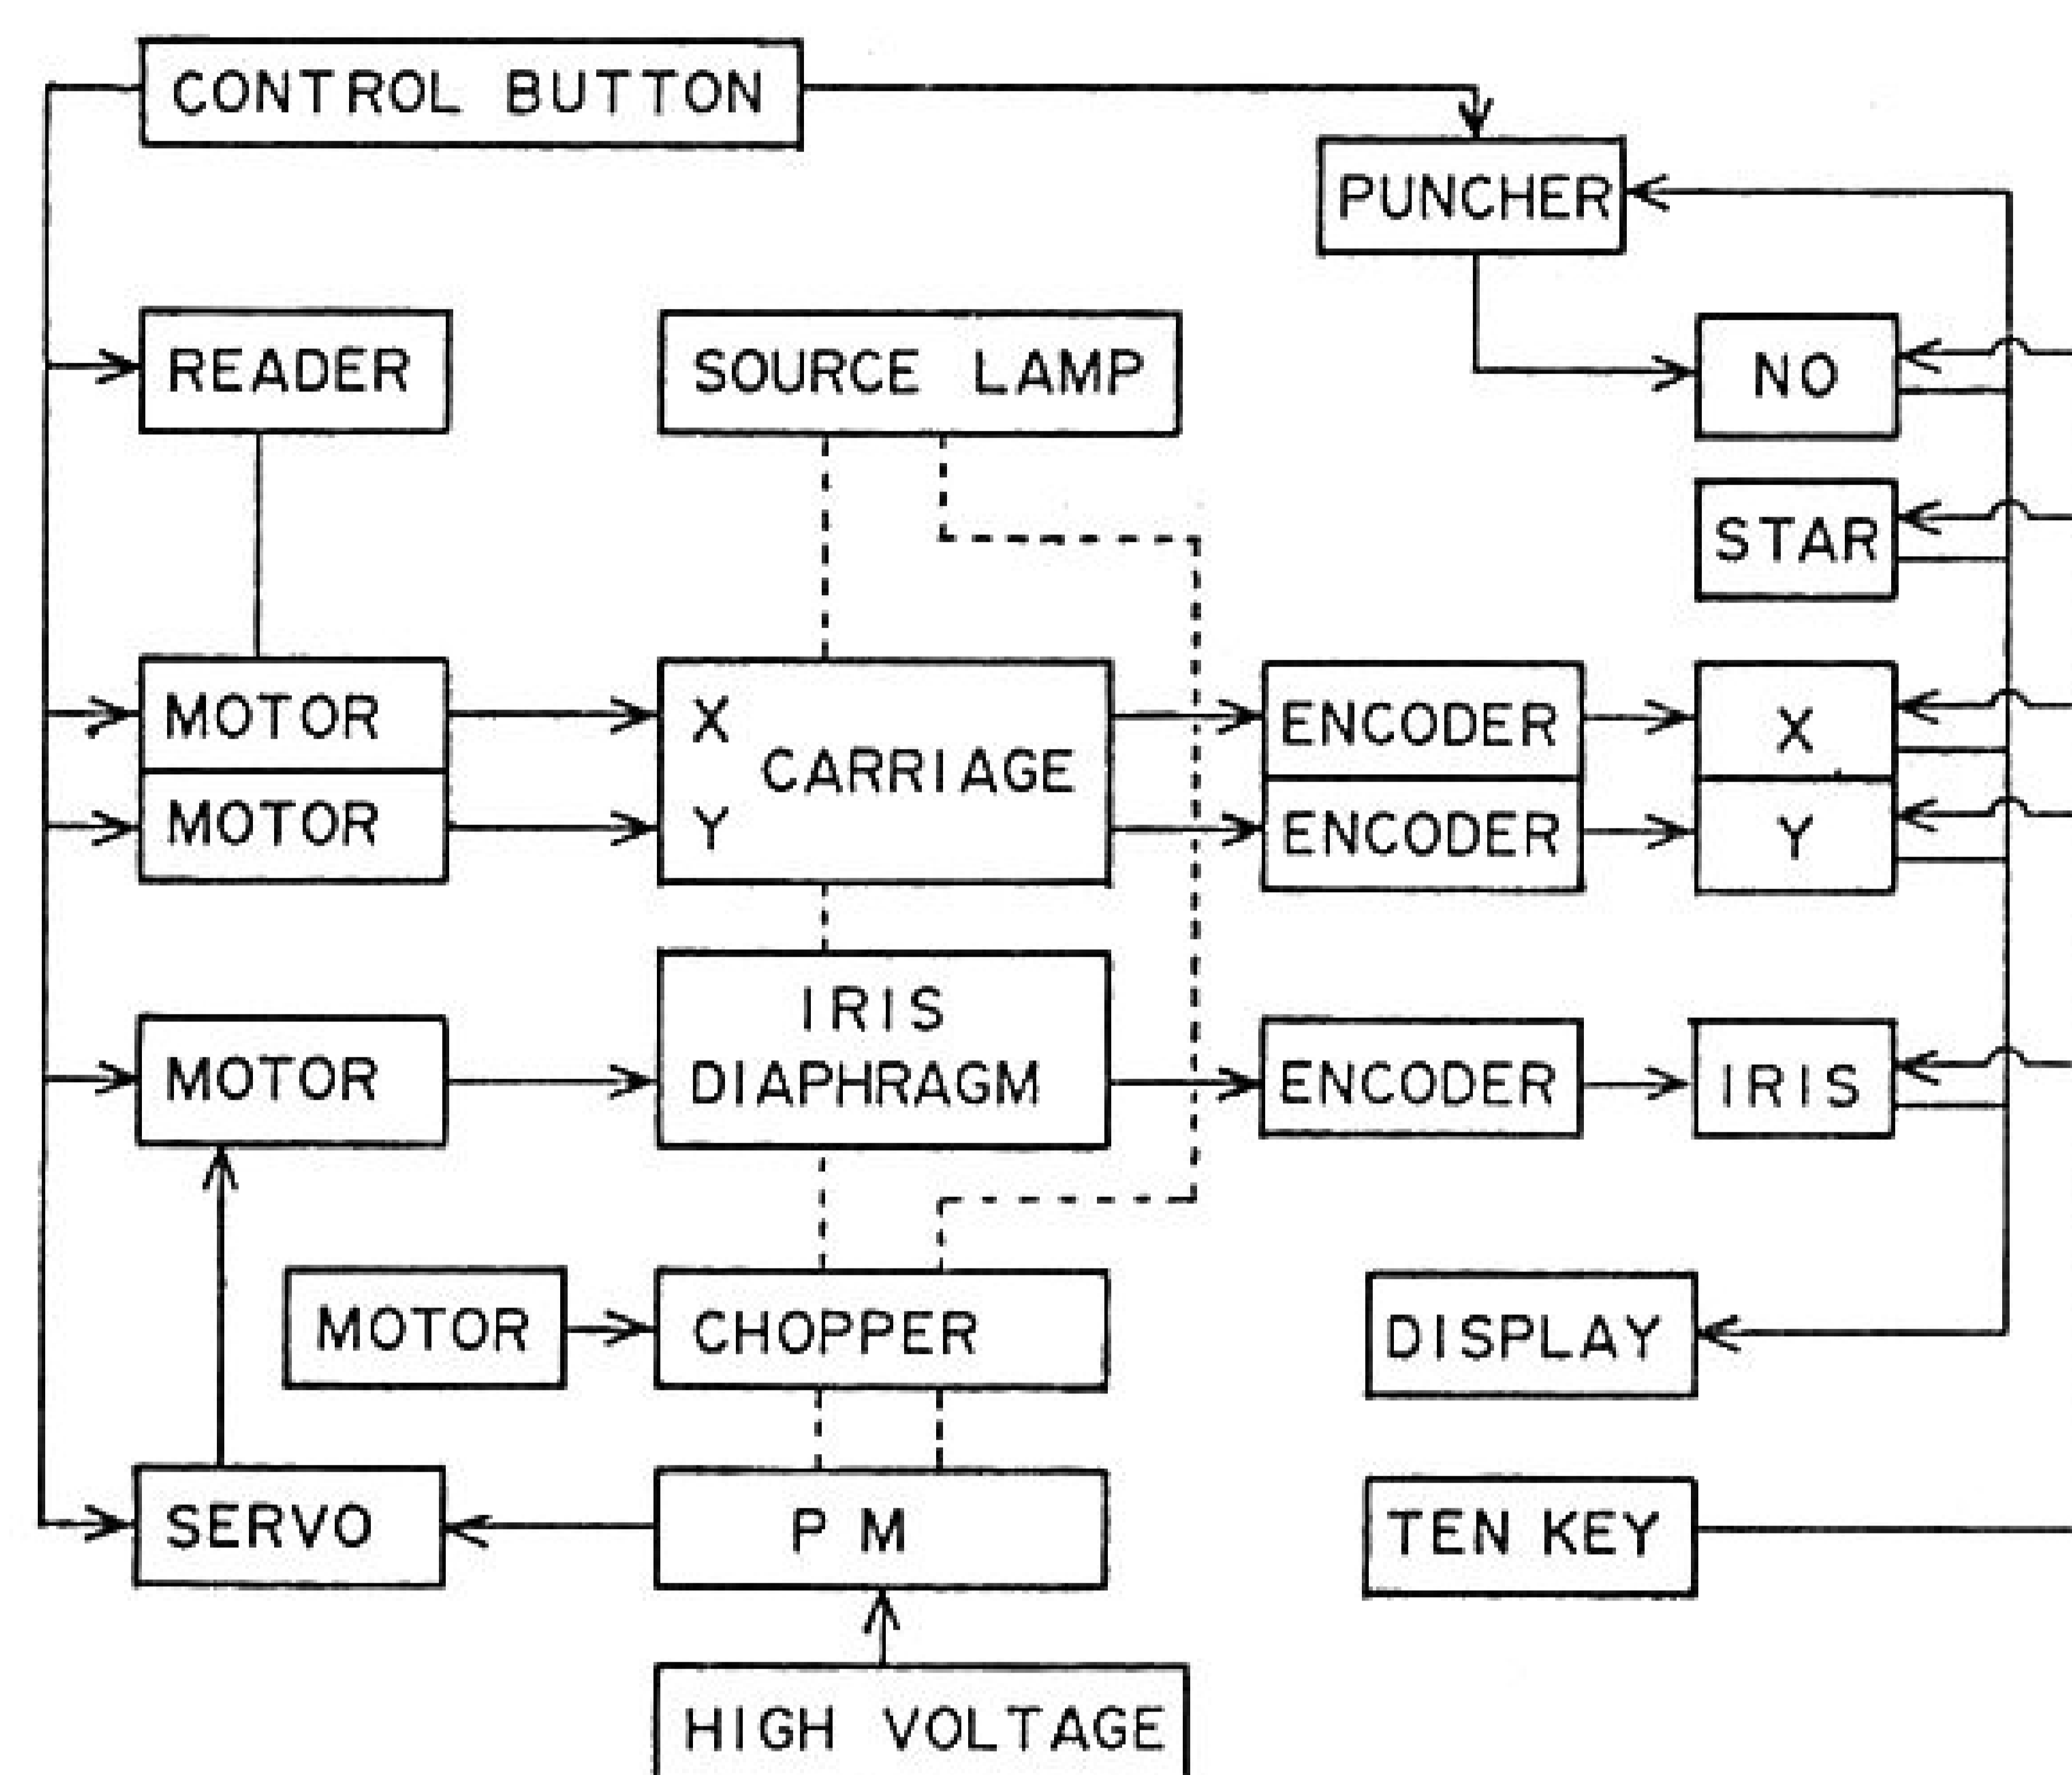 CONTROL BUTTON
PUNCHER
READER
SOURCE LAMP
NO
STAR
MOTOR
X
ENCODER
X
CARRIAGE
MOTOR
Y
ENCODER
Y
IRIS
DIAPHRAGM
MOTOR
ENCODER
IRIS
MOTOR
CHOPPER
DISPLAY
SERVO
P M
TEN KEY
HIGH VOLTAGE